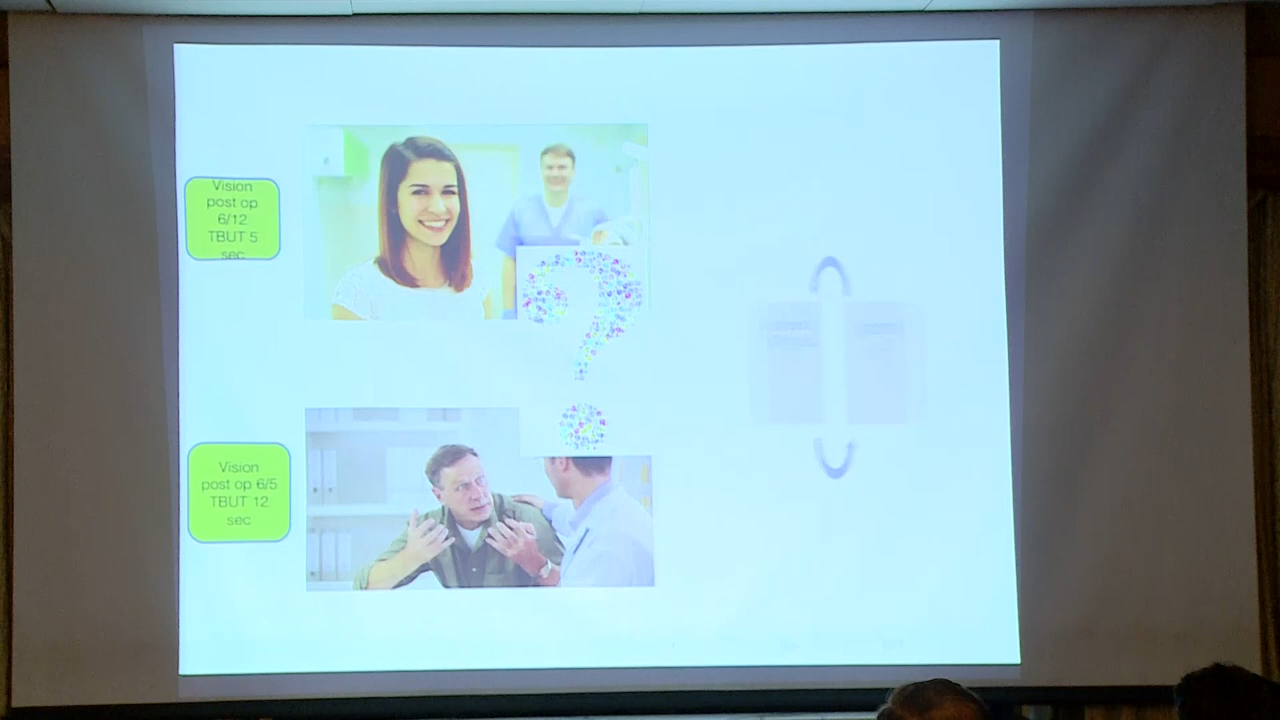 Vision
post op
6/12
TBUT 5
sec
Vision
post op 6/5
TBUT 12
sec